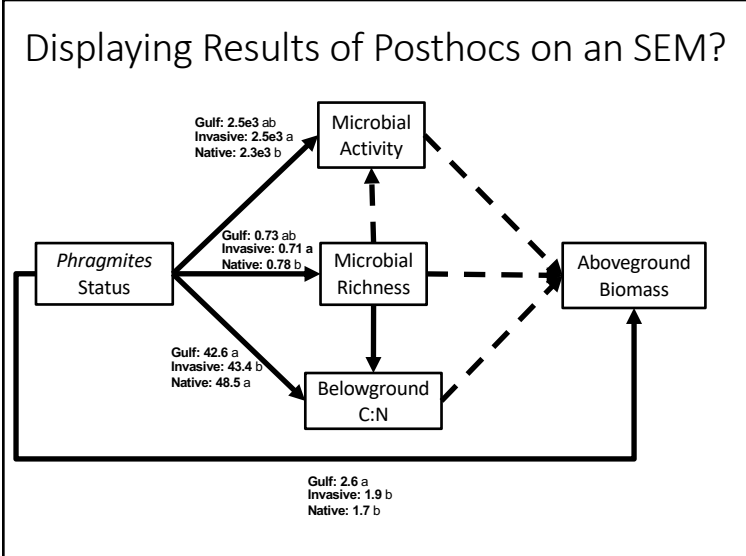 Displaying Results of Posthocs on an SEM?
Gulf: 2.5e3 ab
Invasive: 2.5e3 a
Native: 2.3e3 b
Microbial
Activity
Gulf: 0.73 ab
Invasive: 0.71 a
Native: 0.78 b
Phragmites
Status
Microbial
Richness
Aboveground
Biomass
Gulf: 42.6 a
Invasive: 43.4 b
Native: 48.5 a
Belowground
C:N
Gulf: 2.6 a
Invasive: 1.9 b
Native: 1.7 b